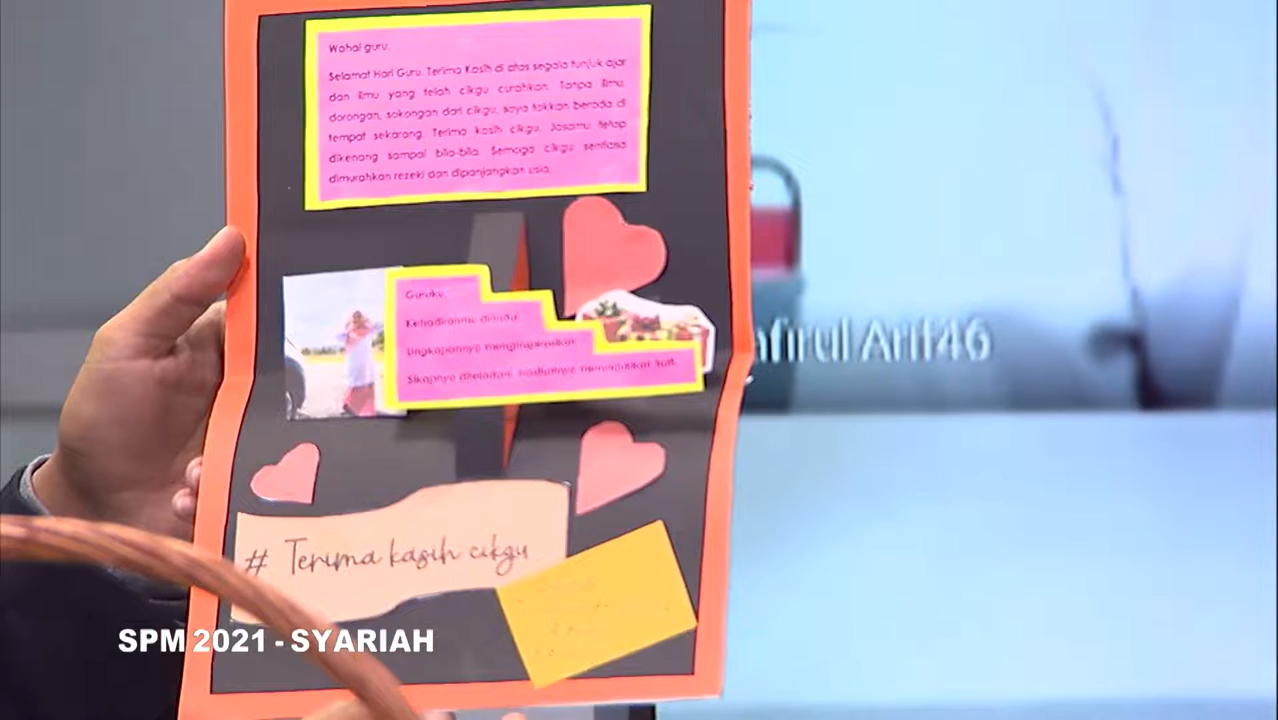 Wahai guru,
Selamat Hari Guru. Terima Kasih di atas segala tunjuk ajar
dan ilmu yang telah cikgu curahkan. Tanpa ilmu,
dorongan, sokongan dari cikgu, saya takkan berada di
tempat sekarang. Terima kasih cikgu. Jasamu tetap
dikenang sampai bila-bila. Semoga cikgu sentiasa
dimurahkan rezeki dan dipanjangkan usia.
Guruku,
Kehadiranmu dirindui
Ungkapannya menginspirasikan
Sikapnya diteladani,
# Terima kasih cikgu
afirul Arif46
SPM 2021 - SYARIAH